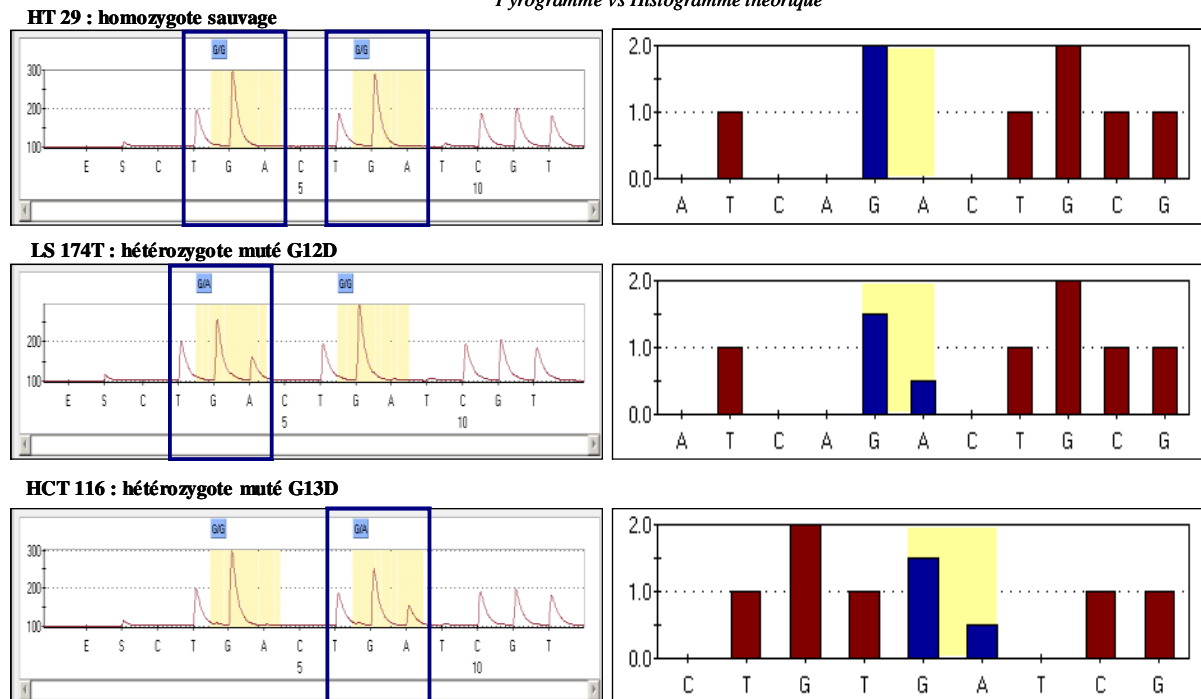 Pyrogramme vs Histogramme théorique
HT 29 : homozygote sauvage
G/G G/G
300
200
100
E S C T G A C T G A T C G T
5 10
2.0
1.0
0.0
A T C A G A C T G C G
LS 174T : hétérozygote muté G12D
G/A G/G
200
100
E S C T G A C T G A T C G T
5 10
2.0
1.0
0.0
A T C A G A C T G C G
HCT 116 : hétérozygote muté G13D
G/G G/A
300
200
100
E S C T G A C T G A T C G T
5 10
2.0
1.0
0.0
C T G T G A T C G